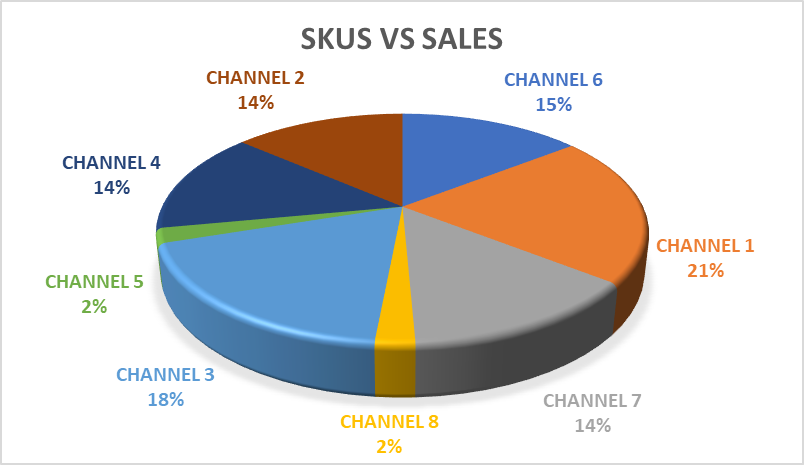 SKUS VS SALES
CHANNEL 2
14%
CHANNEL 6
15%
CHANNEL 4
14%
CHANNEL 1
21%
CHANNEL 5
2%
CHANNEL 3
18%
CHANNEL 8
2%
CHANNEL 7
14%